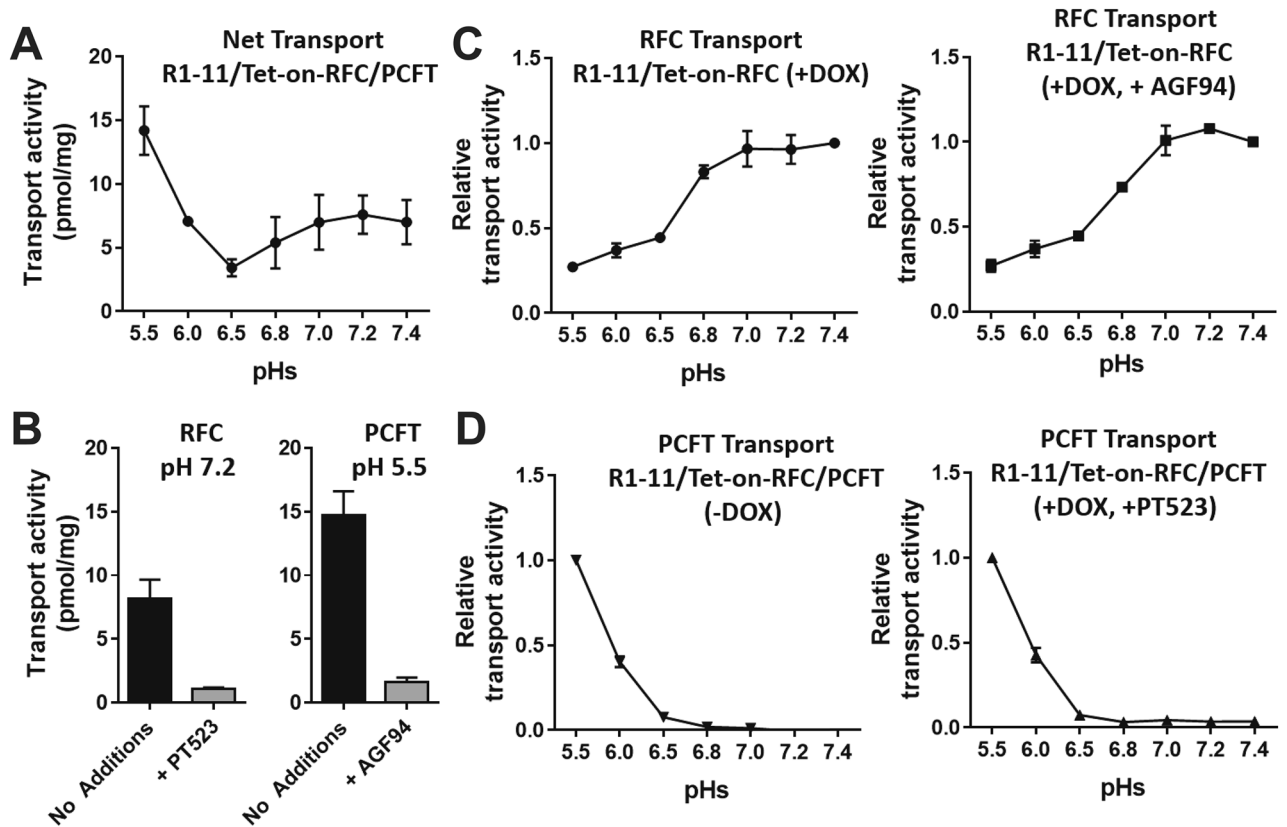 A
Net Transport
R1-11/Tet-on-RFC/PCFT
Transport activity
(pmol/mg)
20
15
10
5
0
5.5 6.0 6.5 6.8 7.0 7.2 7.4
pHs
C
RFC Transport
R1-11/Tet-on-RFC (+DOX)
Relative
transport activity
1.5
1.0
0.5
0.0
5.5 6.0 6.5 6.8 7.0 7.2 7.4
pHs
RFC Transport
R1-11/Tet-on-RFC
(+DOX, + AGF94)
Relative
transport activity
1.5
1.0
0.5
0.0
5.5 6.0 6.5 6.8 7.0 7.2 7.4
pHs
B
RFC
pH 7.2
Transport activity
(pmol/mg)
20
15
10
5
0
No Additions
+ PT523
PCFT
pH 5.5
20
15
10
5
0
No Additions
+ AGF94
D
PCFT Transport
R1-11/Tet-on-RFC/PCFT
(-DOX)
Relative
transport activity
1.5
1.0
0.5
0.0
5.5 6.0 6.5 6.8 7.0 7.2 7.4
pHs
PCFT Transport
R1-11/Tet-on-RFC/PCFT
(+DOX, +PT523)
Relative
transport activity
1.5
1.0
0.5
0.0
5.5 6.0 6.5 6.8 7.0 7.2 7.4
pHs